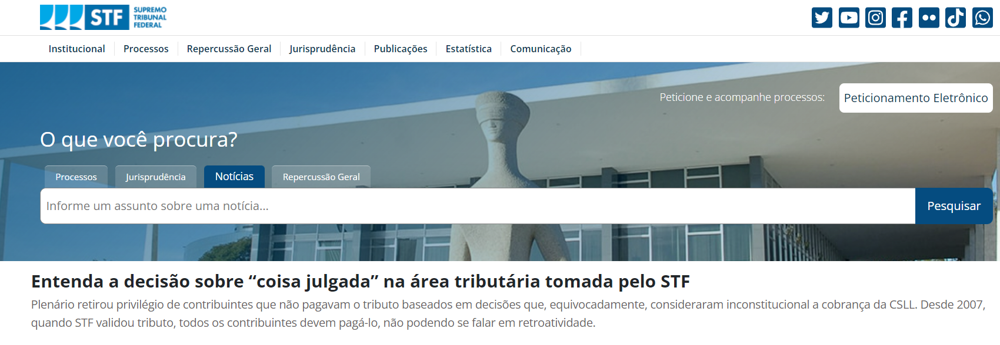 STF
SUPREMO
TRIBUNAL
FEDERAL
Institucional
Processos
Repercussão Geral
Jurisprudência
Publicações
Estatística
Comunicação
Peticione e acompanhe processos:
Peticionamento Eletrônico
O que você procura?
Processos
Jurisprudência
Notícias
Repercussão Geral
Informe um assunto sobre uma notícia...
Pesquisar
Entenda a decisão sobre “coisa julgada” na área tributária tomada pelo STF
Plenário retirou privilégio de contribuintes que não pagavam o tributo baseados em decisões que, equivocadamente, consideraram inconstitucional a cobrança da CSLL. Desde 2007,
quando STF validou tributo, todos os contribuintes devem pagá-lo, não podendo se falar em retroatividade.